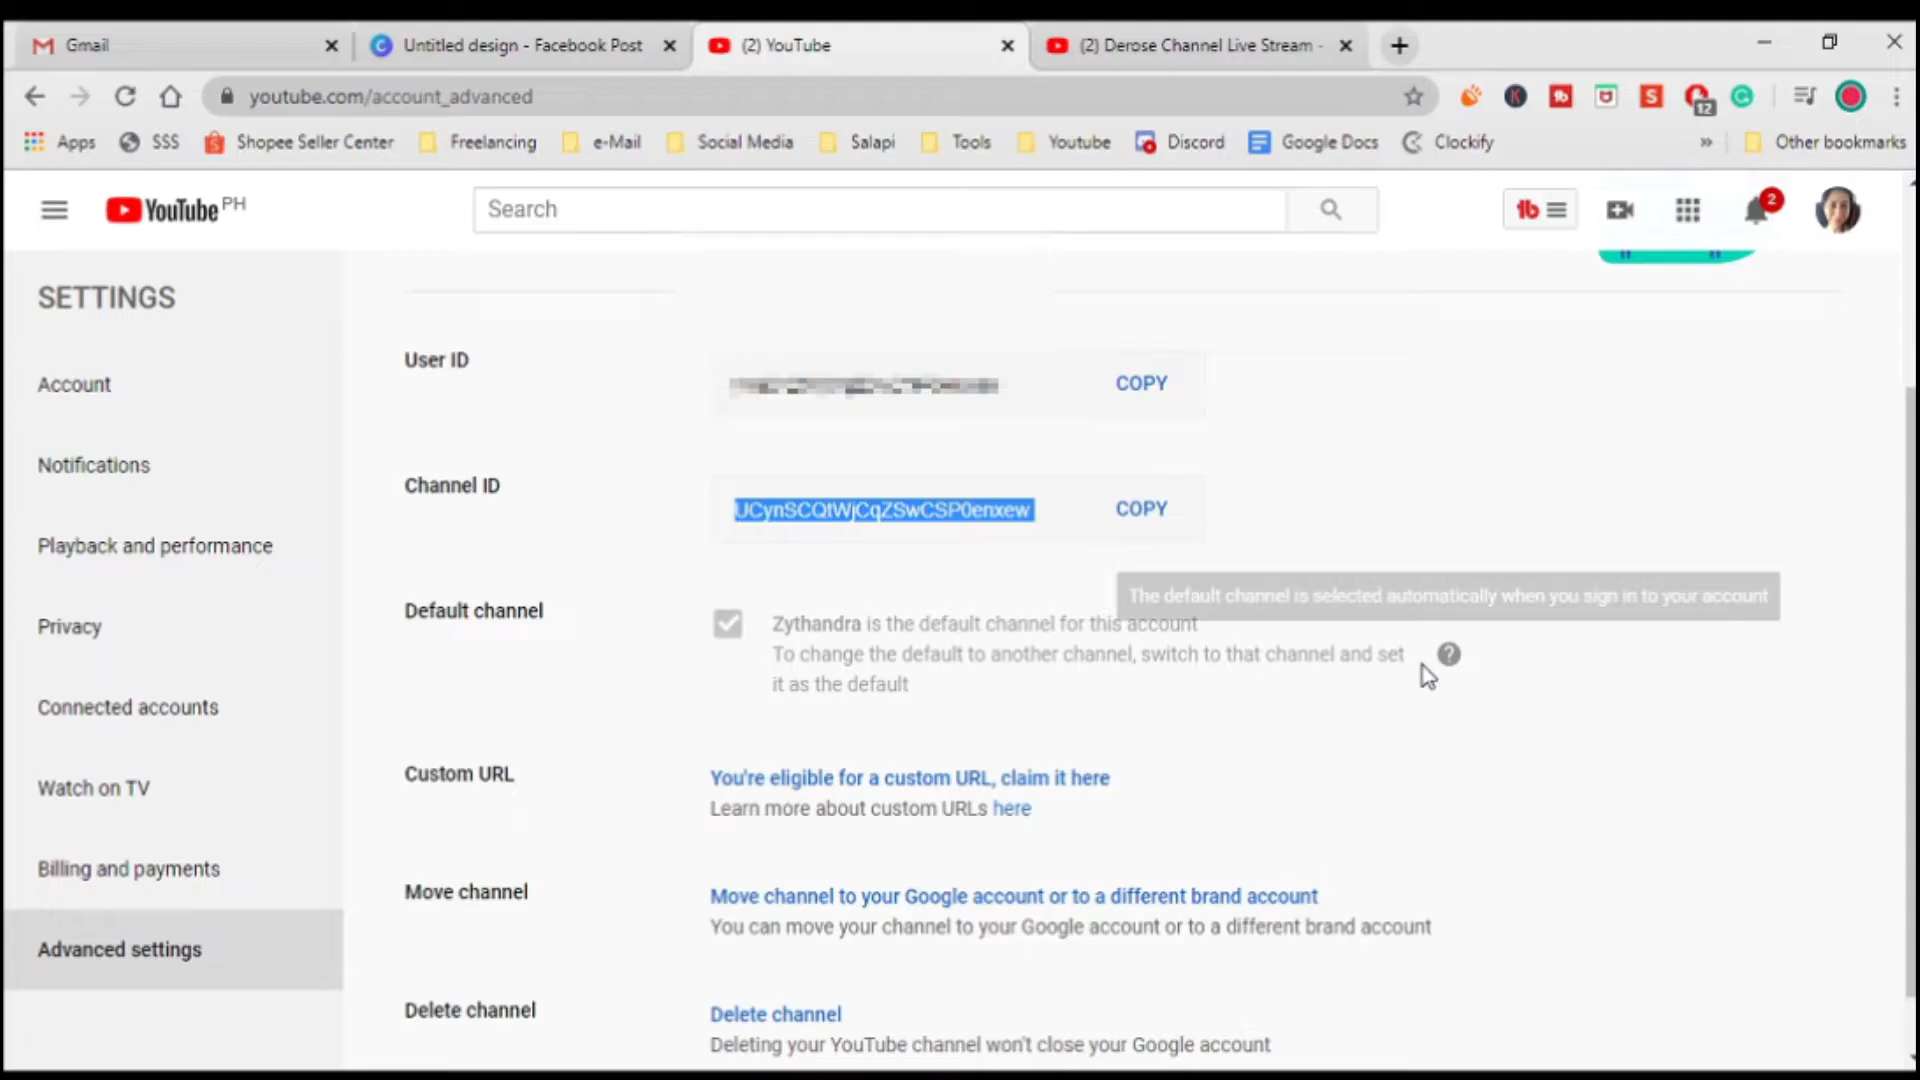 Gmail
Untitled design - Facebook Post
(2) YouTube
(2) Derose Channel Live Stream -
youtube.com/account_advanced
12
Apps
SSS
Shopee Seller Center
Freelancing
e-Mail
Social Media
Salapi
Tools
Youtube
Discord
Google Docs
Clockify
»
Other bookmarks
YouTube PH
Search
2
SETTINGS
User ID
COPY
Account
Notifications
Channel ID
UCynSCQtWjCqZSwCSP0enxew
COPY
Playback and performance
The default channel is selected automatically when you sign in to your account
Default channel
Zythandra is the default channel for this account
To change the default to another channel, switch to that channel and set
it as the default
Privacy
Connected accounts
Custom URL
You're eligible for a custom URL, claim it here
Learn more about custom URLs here
Watch on TV
Billing and payments
Move channel
Move channel to your Google account or to a different brand account
You can move your channel to your Google account or to a different brand account
Advanced settings
Delete channel
Delete channel
Deleting your YouTube channel won't close your Google account